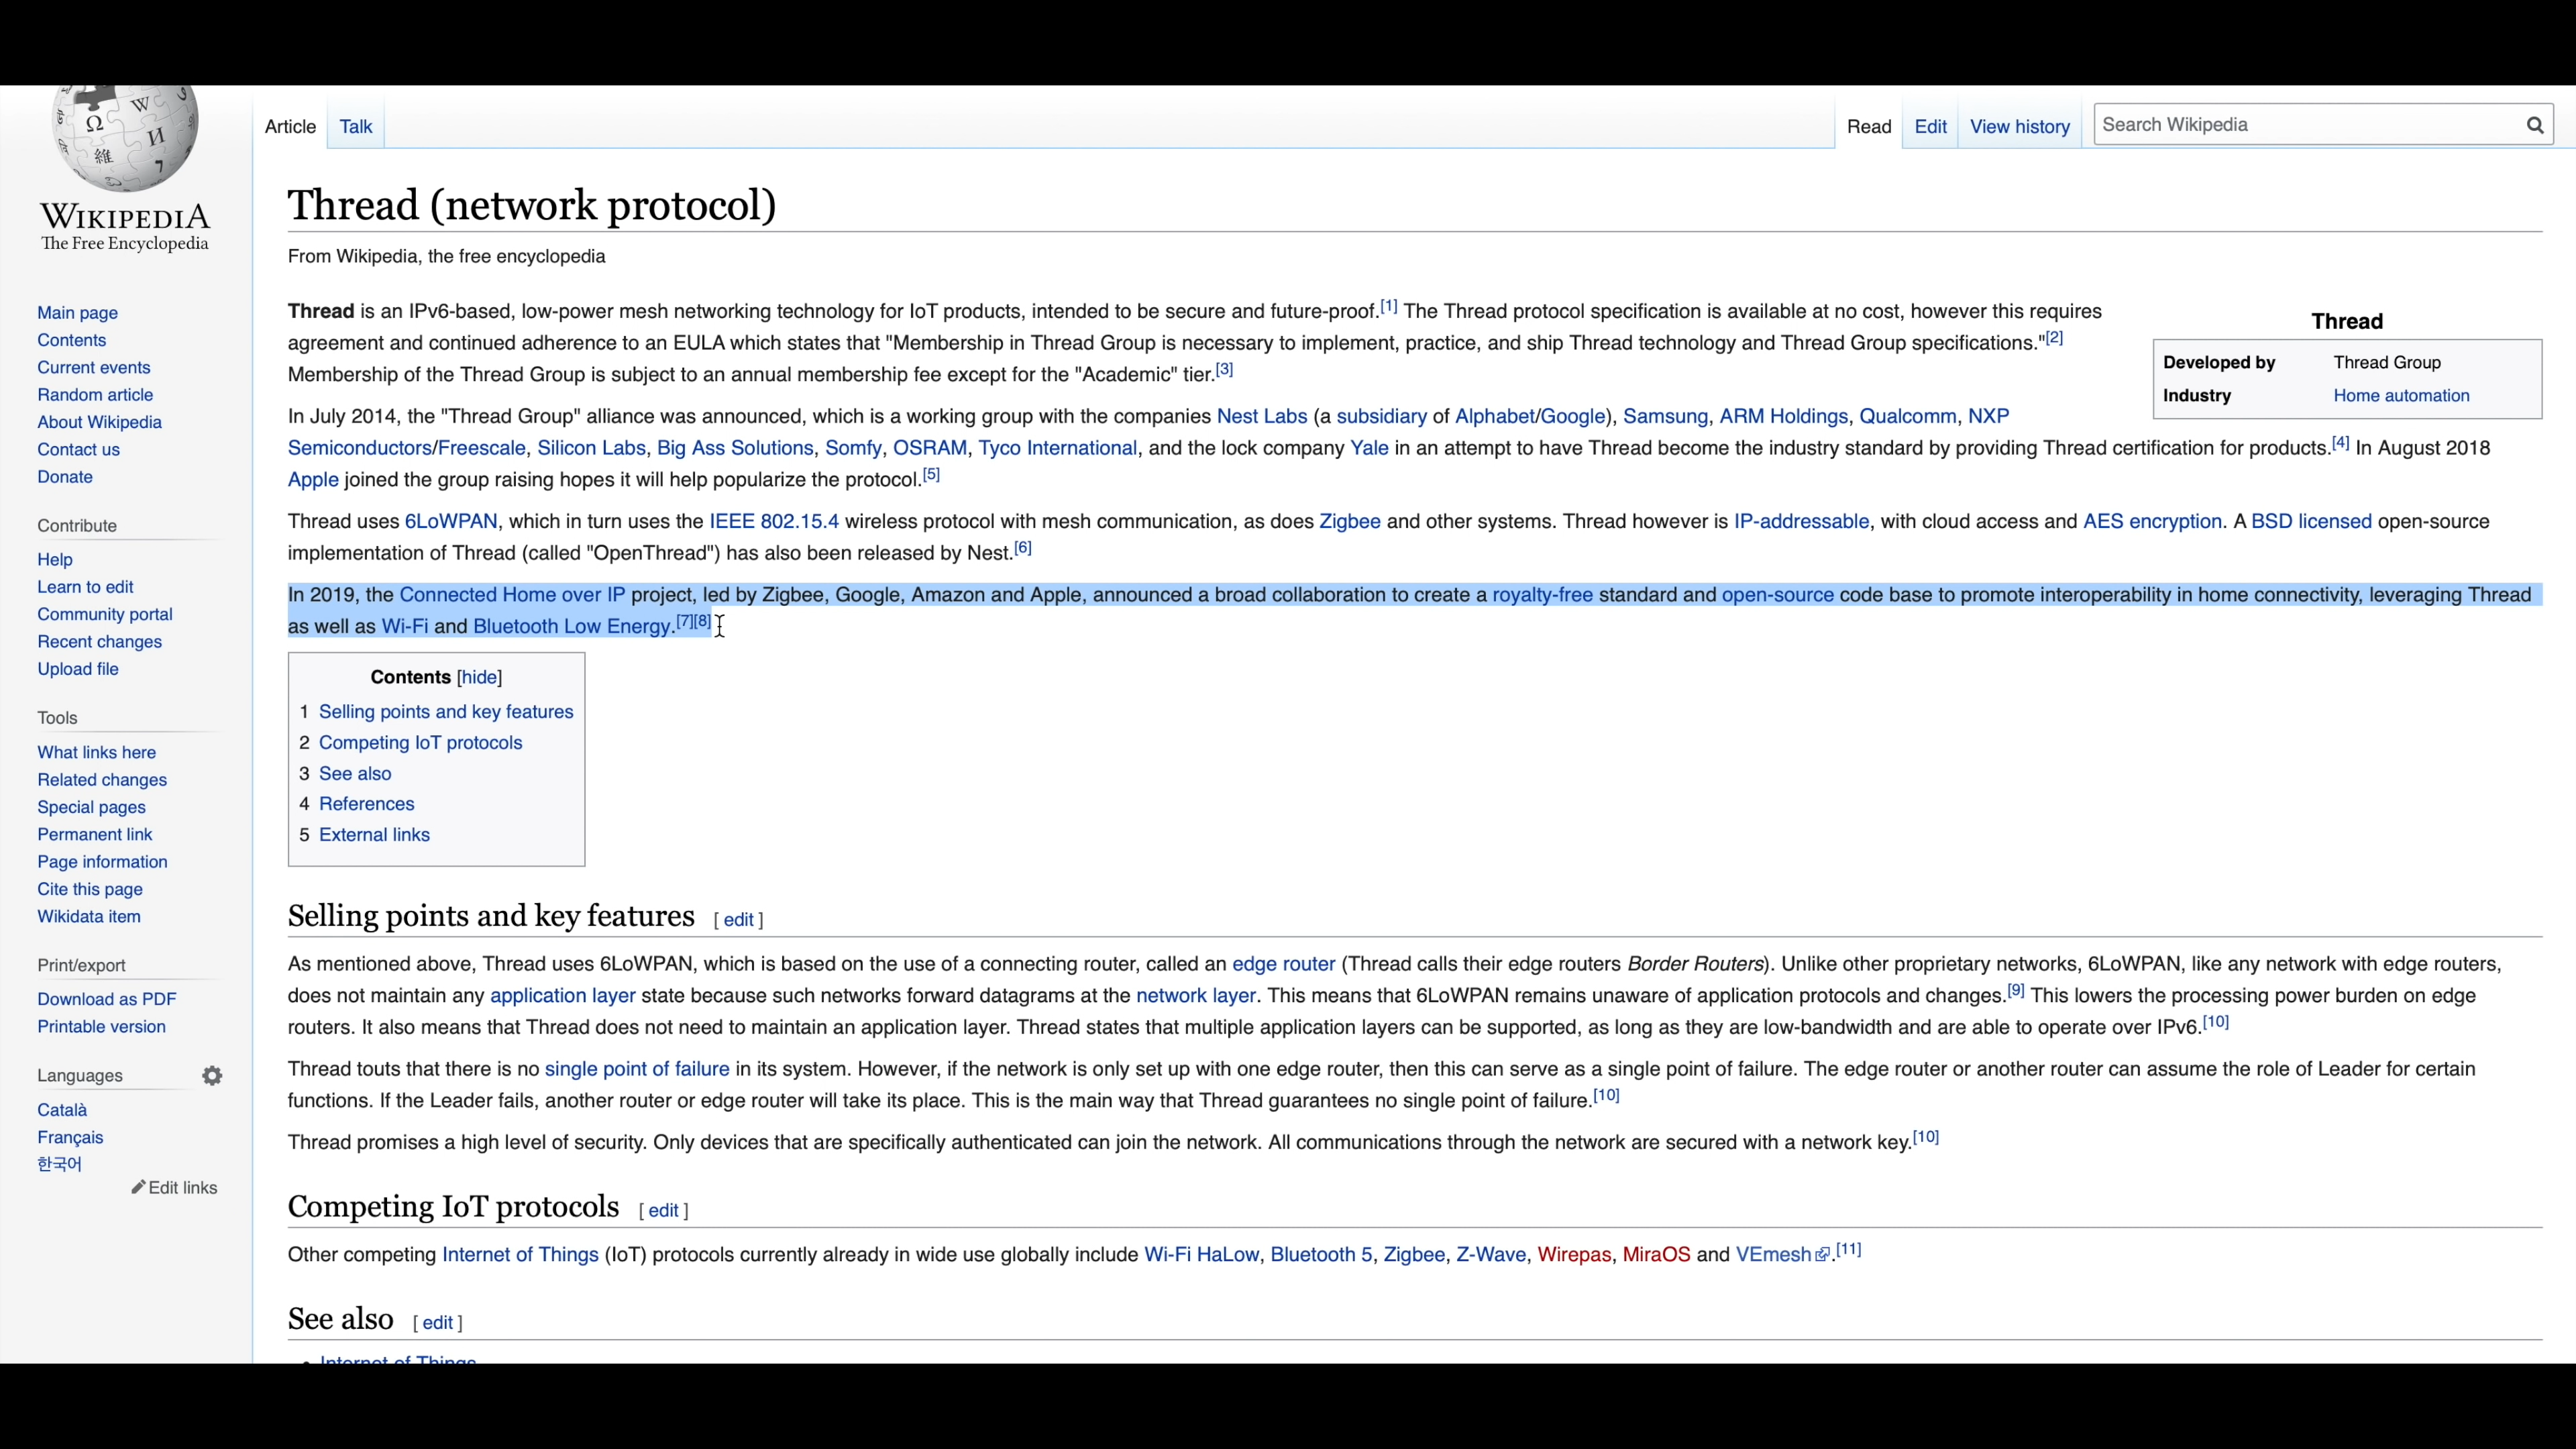 WIKIPEDIA
The Free Encyclopedia
Main page
Contents
Current events
Random article
About Wikipedia
Contact us
Donate
Contribute
Help
Learn to edit
Community portal
Recent changes
Upload file
Tools
What links here
Related changes
Special pages
Permanent link
Page information
Cite this page
Wikidata item
Print/export
Download as PDF
Printable version
Languages
Català
Français
한국어
Edit links
Article Talk
Read Edit View history Search Wikipedia
Thread (network protocol)
From Wikipedia, the free encyclopedia
Thread is an IPv6-based, low-power mesh networking technology for IoT products, intended to be secure and future-proof.[1] The Thread protocol specification is available at no cost, however this requires
agreement and continued adherence to an EULA which states that "Membership in Thread Group is necessary to implement, practice, and ship Thread technology and Thread Group specifications."[2]
Membership of the Thread Group is subject to an annual membership fee except for the "Academic" tier.[3]
Thread
Developed by Thread Group
Industry Home automation
In July 2014, the "Thread Group" alliance was announced, which is a working group with the companies Nest Labs (a subsidiary of Alphabet/Google), Samsung, ARM Holdings, Qualcomm, NXP
Semiconductors/Freescale, Silicon Labs, Big Ass Solutions, Somfy, OSRAM, Tyco International, and the lock company Yale in an attempt to have Thread become the industry standard by providing Thread certification for products.[4] In August 2018
Apple joined the group raising hopes it will help popularize the protocol.[5]
Thread uses 6LoWPAN, which in turn uses the IEEE 802.15.4 wireless protocol with mesh communication, as does Zigbee and other systems. Thread however is IP-addressable, with cloud access and AES encryption. A BSD licensed open-source
implementation of Thread (called "OpenThread") has also been released by Nest.[6]
In 2019, the Connected Home over IP project, led by Zigbee, Google, Amazon and Apple, announced a broad collaboration to create a royalty-free standard and open-source code base to promote interoperability in home connectivity, leveraging Thread
as well as Wi-Fi and Bluetooth Low Energy.[7][8]
Contents [hide]
1 Selling points and key features
2 Competing IoT protocols
3 See also
4 References
5 External links
Selling points and key features [ edit ]
As mentioned above, Thread uses 6LoWPAN, which is based on the use of a connecting router, called an edge router (Thread calls their edge routers Border Routers). Unlike other proprietary networks, 6LoWPAN, like any network with edge routers,
does not maintain any application layer state because such networks forward datagrams at the network layer. This means that 6LoWPAN remains unaware of application protocols and changes.[9] This lowers the processing power burden on edge
routers. It also means that Thread does not need to maintain an application layer. Thread states that multiple application layers can be supported, as long as they are low-bandwidth and are able to operate over IPv6.[10]
Thread touts that there is no single point of failure in its system. However, if the network is only set up with one edge router, then this can serve as a single point of failure. The edge router or another router can assume the role of Leader for certain
functions. If the Leader fails, another router or edge router will take its place. This is the main way that Thread guarantees no single point of failure.[10]
Thread promises a high level of security. Only devices that are specifically authenticated can join the network. All communications through the network are secured with a network key.[10]
Competing IoT protocols [ edit ]
Other competing Internet of Things (IoT) protocols currently already in wide use globally include Wi-Fi HaLow, Bluetooth 5, Zigbee, Z-Wave, Wirepas, MiraOS and VEmesh.[11]
See also [ edit ]
Internet of Things